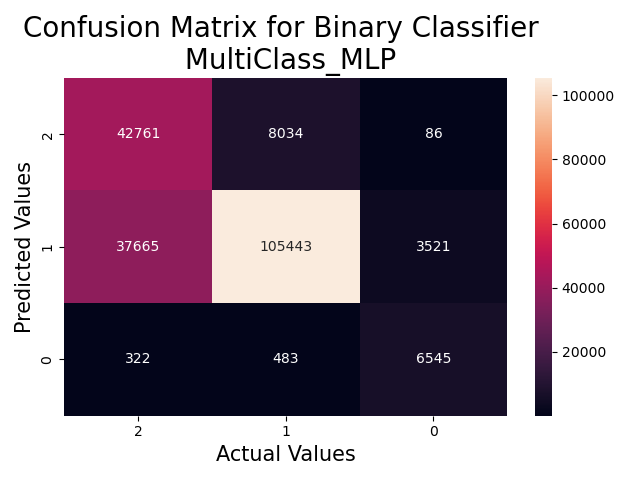 Confusion Matrix for Binary Classifier
MultiClass_MLP
Predicted Values
2
42761 8034 86
1
37665 105443 3521
0
322 483 6545
2 1 0
Actual Values
100000
80000
60000
40000
20000